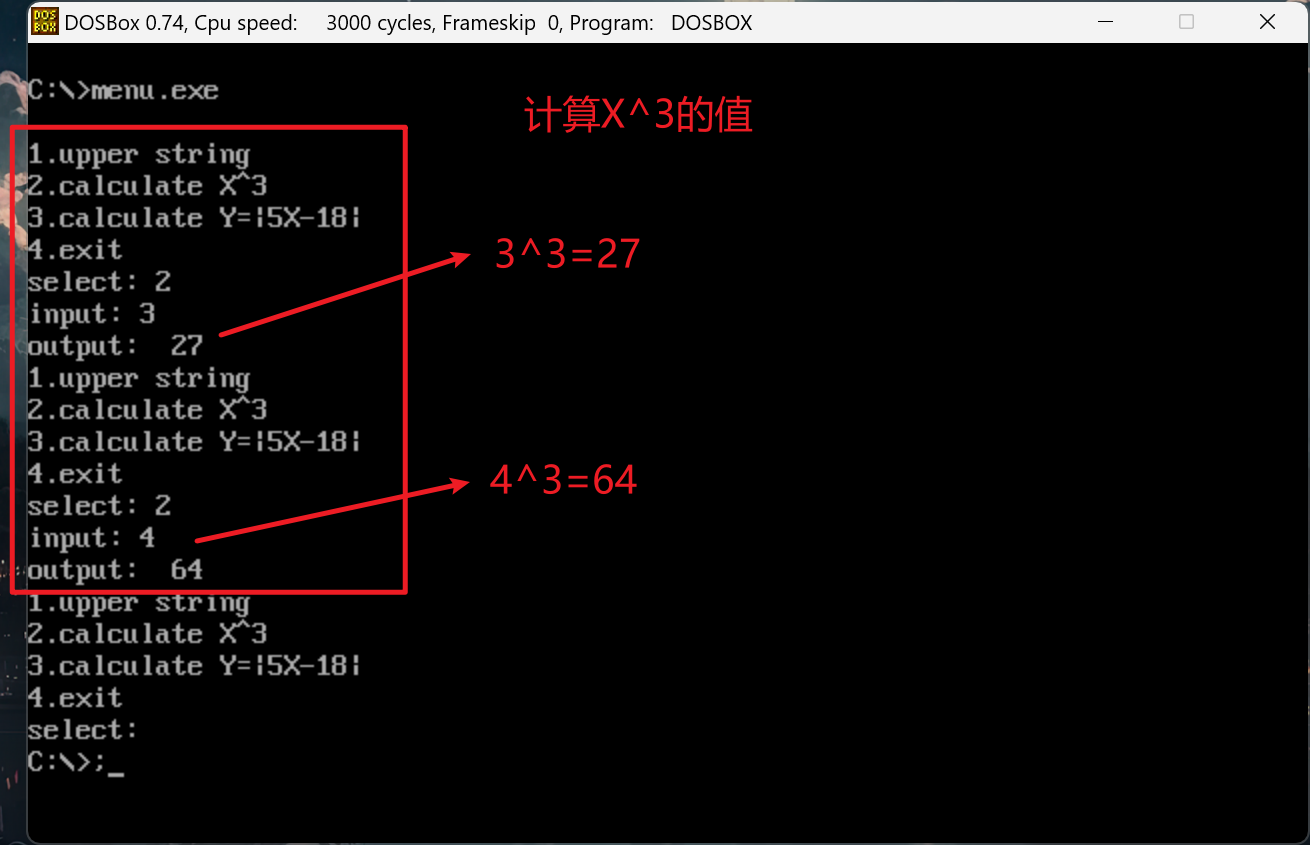 DOSBox 0.74, Cpu speed: 3000 cycles, Frameskip 0, Program: DOSBOX
C:\>menu.exe
计算X^3的值
1.upper string
2.calculate X^3
3.calculate Y=|5X-18|
4.exit
select: 2
input: 3
output: 27
3^3=27
1.upper string
2.calculate X^3
3.calculate Y=|5X-18|
4.exit
select: 2
input: 4
output: 64
4^3=64
1.upper string
2.calculate X^3
3.calculate Y=|5X-18|
4.exit
select:
C:\>;_